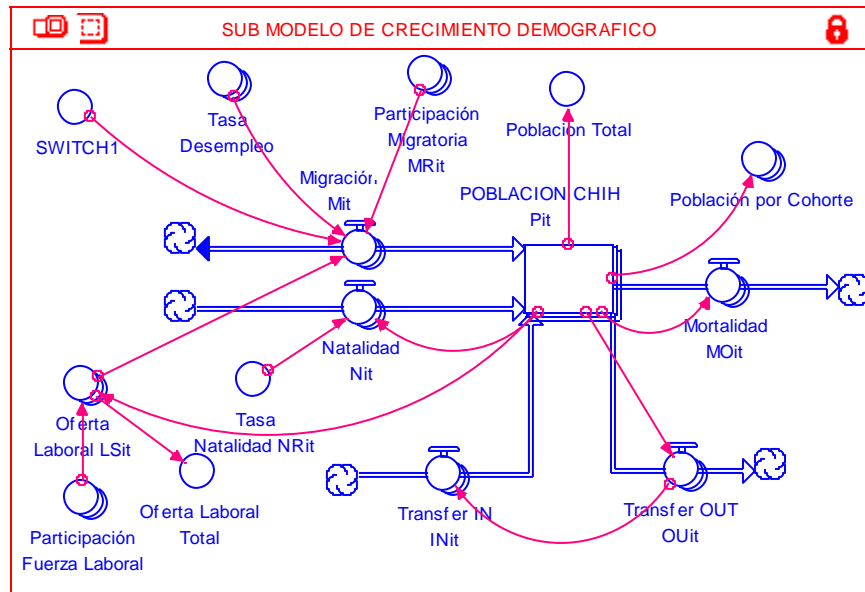 SUB MODELO DE CRECIMIENTO DEMOGRAFICO
SWITCH1
Tasa
Desempleo
Participación
Migratoria
MRit
Población Total
Población por Cohorte
Migración
Mit
POBLACION CHIH
Pit
Natalidad
Nit
Mortalidad
MOit
Tasa
Natalidad NRit
Oferta
Laboral LSit
Oferta Laboral
Total
Participación
Fuerza Laboral
Transfer IN
INit
Transfer OUT
OUit